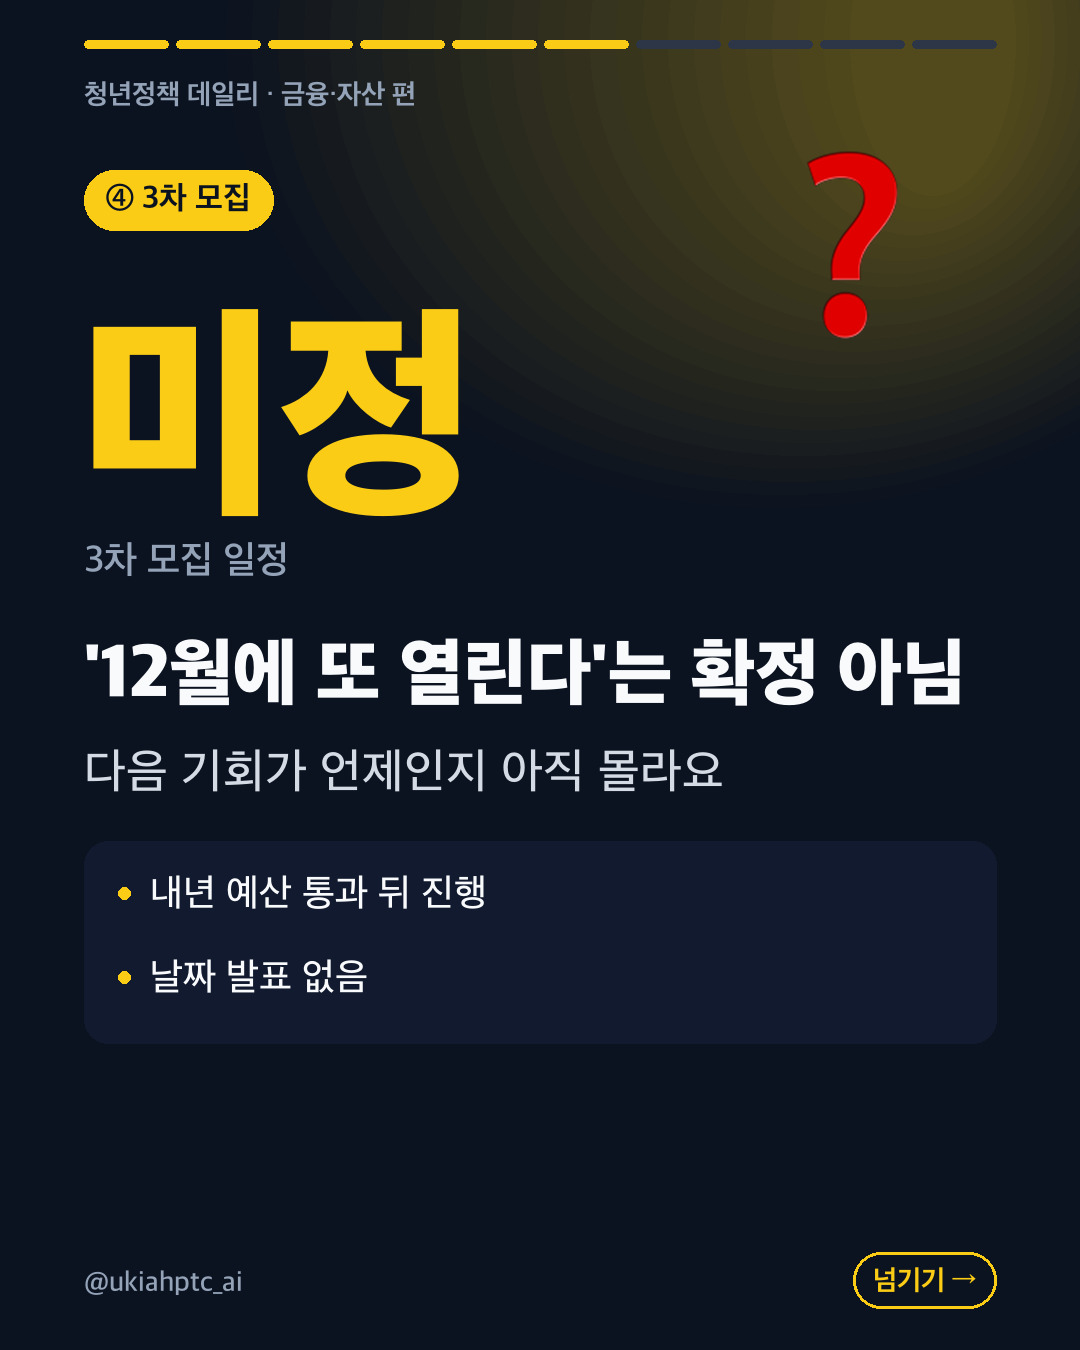 청년정책 데일리 · 금융·자산 편
④ 3차 모집
❓
미정
3차 모집 일정
'12월에 또 열린다'는 확정 아님
다음 기회가 언제인지 아직 몰라요
• 내년 예산 통과 뒤 진행
• 날짜 발표 없음
@ukiahptc_ai
넘기기 →